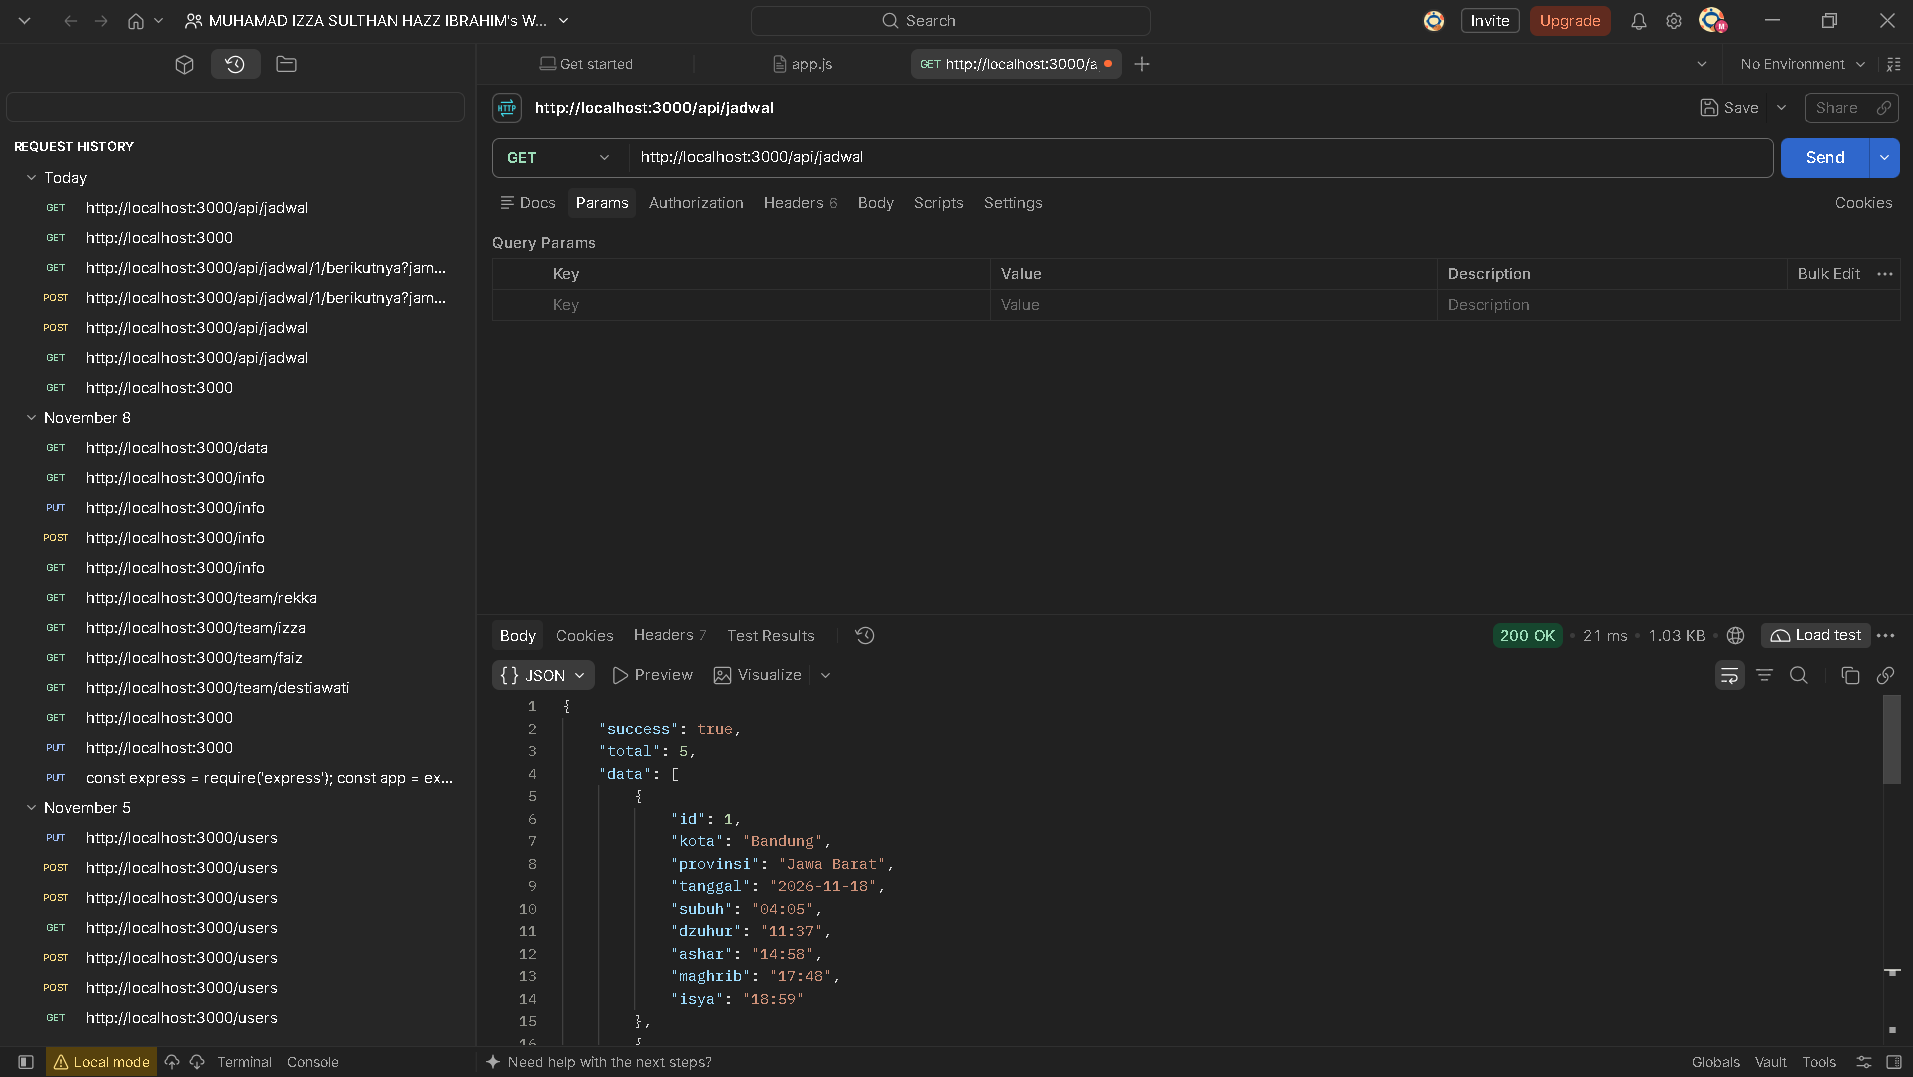 MUHAMAD IZZA SULTHAN HAZZ IBRAHIM's W...
Search
Invite
Upgrade
Get started
app.js
GET http://localhost:3000/a
No Environment
HTTP
http://localhost:3000/api/jadwal
Save
Share
REQUEST HISTORY
Today
GET http://localhost:3000/api/jadwal
GET http://localhost:3000
GET http://localhost:3000/api/jadwal/1/berikutnya?jam...
POST http://localhost:3000/api/jadwal/1/berikutnya?jam...
POST http://localhost:3000/api/jadwal
GET http://localhost:3000/api/jadwal
GET http://localhost:3000
November 8
GET http://localhost:3000/data
GET http://localhost:3000/info
PUT http://localhost:3000/info
POST http://localhost:3000/info
GET http://localhost:3000/info
GET http://localhost:3000/team/rekka
GET http://localhost:3000/team/izza
GET http://localhost:3000/team/faiz
GET http://localhost:3000/team/destiawati
GET http://localhost:3000
PUT http://localhost:3000
PUT const express = require('express'); const app = ex...
November 5
PUT http://localhost:3000/users
POST http://localhost:3000/users
POST http://localhost:3000/users
GET http://localhost:3000/users
POST http://localhost:3000/users
POST http://localhost:3000/users
GET http://localhost:3000/users
GET
http://localhost:3000/api/jadwal
Send
Docs
Params
Authorization
Headers 6
Body
Scripts
Settings
Cookies
Query Params
Key
Value
Description
Bulk Edit
Key
Value
Description
Body
Cookies
Headers 7
Test Results
200 OK
21 ms
1.03 KB
Load test
{} JSON
Preview
Visualize
1 {
2 "success": true,
3 "total": 5,
4 "data": [
5 {
6 "id": 1,
7 "kota": "Bandung",
8 "provinsi": "Jawa Barat",
9 "tanggal": "2026-11-18",
10 "subuh": "04:05",
11 "dzuhur": "11:37",
12 "ashar": "14:58",
13 "maghrib": "17:48",
14 "isya": "18:59"
15 },
16 {
Local mode
Terminal
Console
Need help with the next steps?
Globals
Vault
Tools